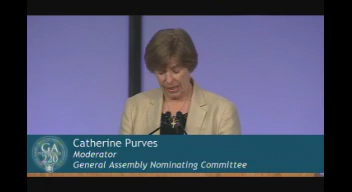 GA
220
Catherine Purves
Moderator
General Assembly Nominating Committee